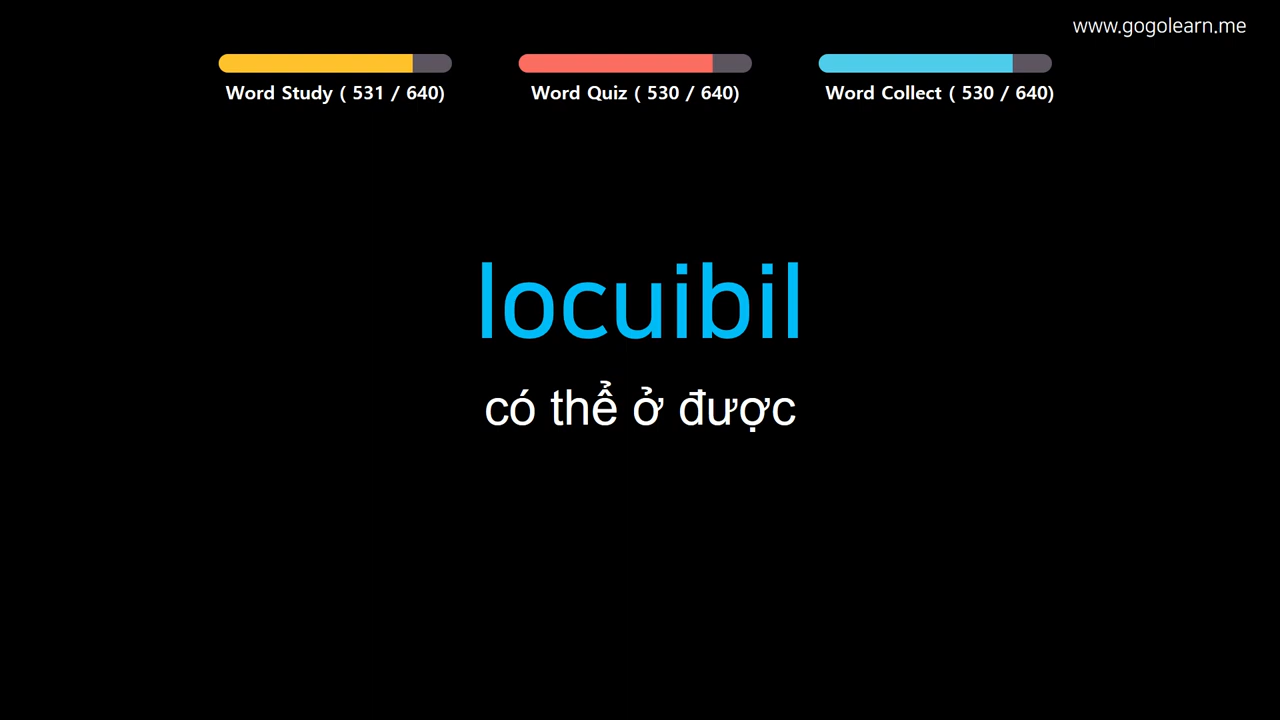 www.gogolearn.me
Word Study ( 531 / 640)
Word Quiz ( 530 / 640)
Word Collect ( 530 / 640)
locuibil
có thể ở được